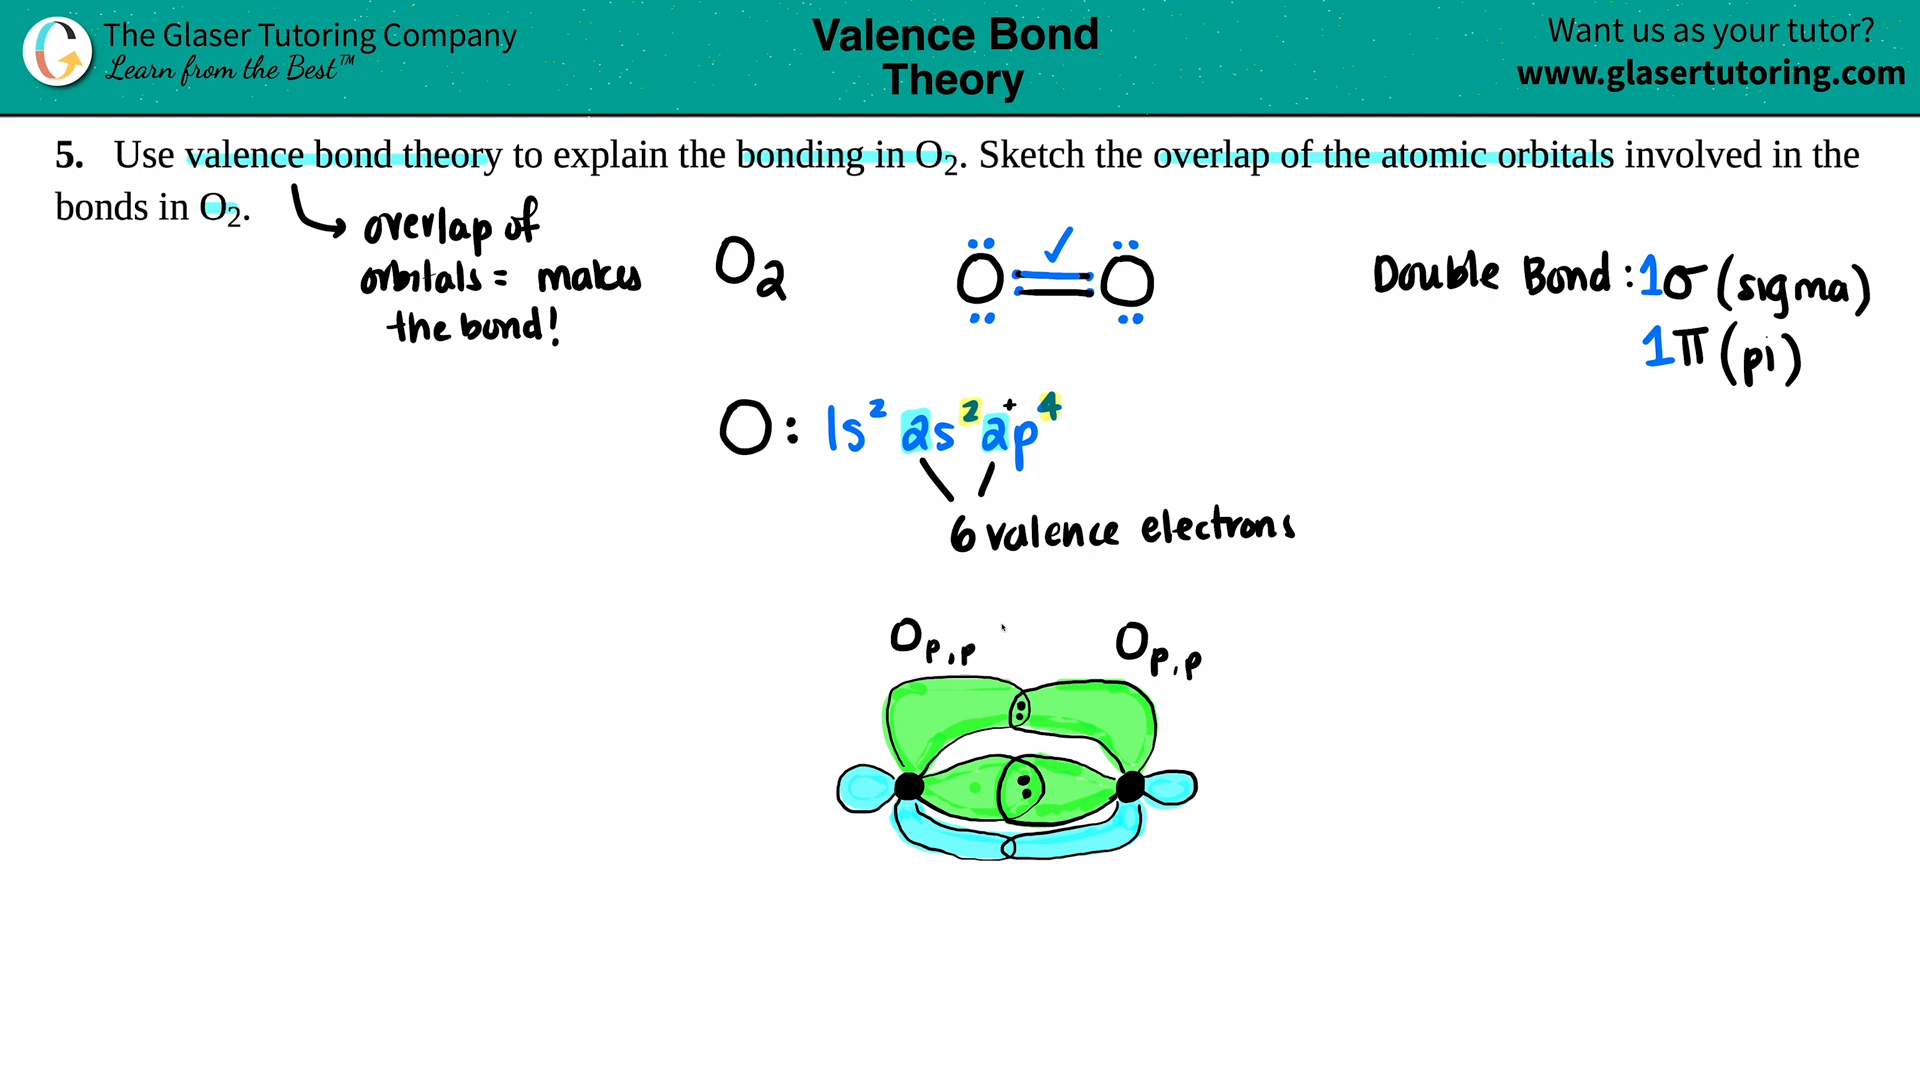 The Glaser Tutoring Company
Learn from the Best™
Valence Bond
Theory
Want us as your tutor?
www.glasertutoring.com
5. Use valence bond theory to explain the bonding in O₂. Sketch the overlap of the atomic orbitals involved in the
bonds in O₂.
overlap of
orbitals = makes
the bond!
O₂
O=O
Double Bond: 1σ (sigma)
1π (pi)
O: 1s² 2s² 2p⁴
6 valence electrons
O p,p
O p,p